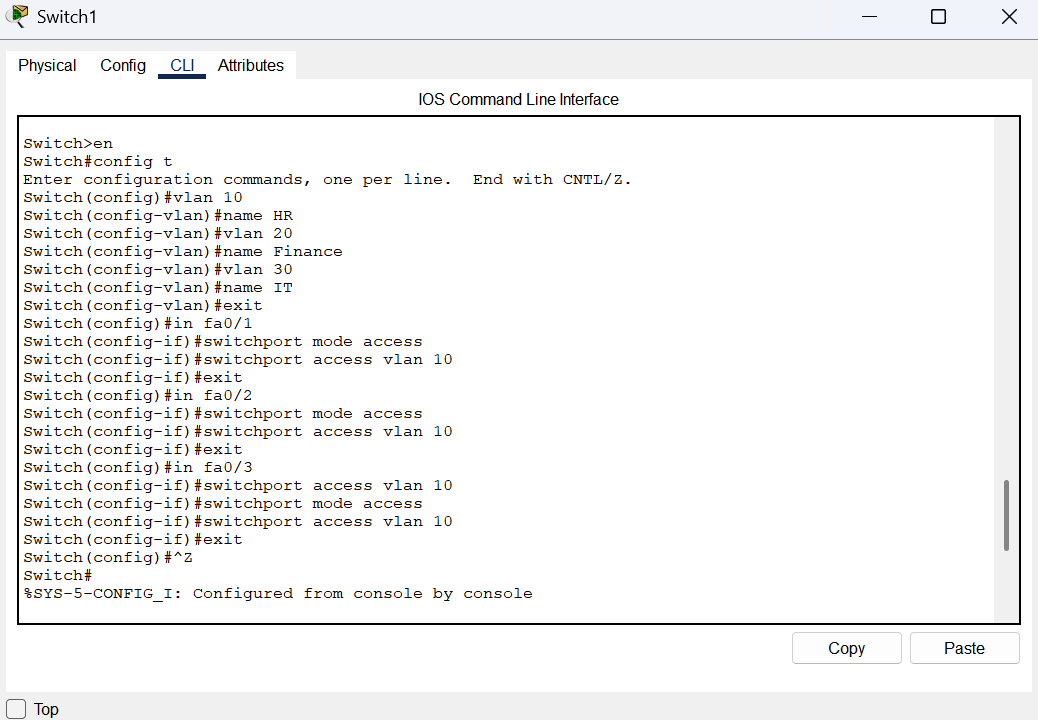 Switch1
Physical Config CLI Attributes
IOS Command Line Interface
Switch>en
Switch#config t
Enter configuration commands, one per line.  End with CNTL/Z.
Switch(config)#vlan 10
Switch(config-vlan)#name HR
Switch(config-vlan)#vlan 20
Switch(config-vlan)#name Finance
Switch(config-vlan)#vlan 30
Switch(config-vlan)#name IT
Switch(config-vlan)#exit
Switch(config)#in fa0/1
Switch(config-if)#switchport mode access
Switch(config-if)#switchport access vlan 10
Switch(config-if)#exit
Switch(config)#in fa0/2
Switch(config-if)#switchport mode access
Switch(config-if)#switchport access vlan 10
Switch(config-if)#exit
Switch(config)#in fa0/3
Switch(config-if)#switchport access vlan 10
Switch(config-if)#switchport mode access
Switch(config-if)#switchport access vlan 10
Switch(config-if)#exit
Switch(config)#^Z
Switch#
%SYS-5-CONFIG_I: Configured from console by console
Copy Paste
Top